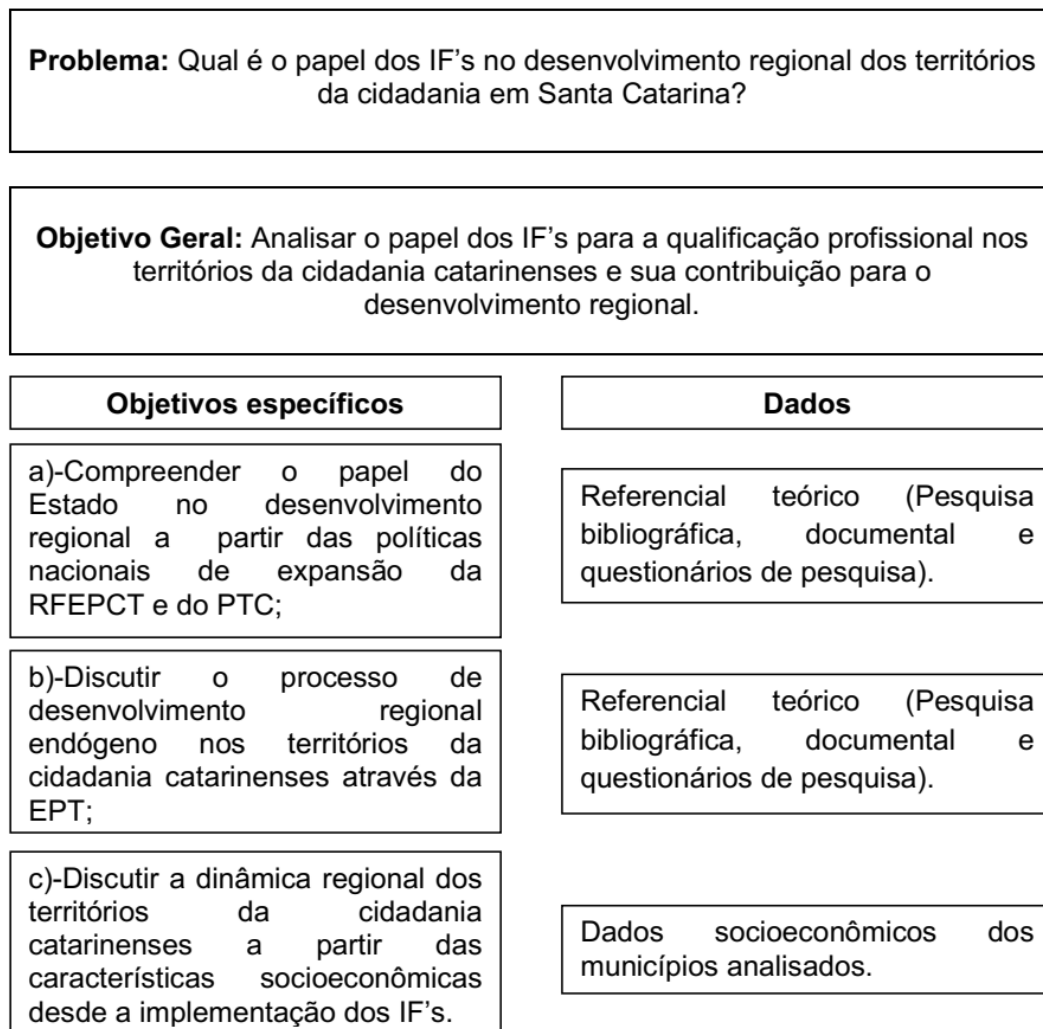 Problema: Qual é o papel dos IF’s no desenvolvimento regional dos territórios
da cidadania em Santa Catarina?
Objetivo Geral: Analisar o papel dos IF’s para a qualificação profissional nos
territórios da cidadania catarinenses e sua contribuição para o
desenvolvimento regional.
Objetivos específicos
Dados
a)-Compreender o papel do
Estado no desenvolvimento
regional a partir das políticas
nacionais de expansão da
RFEPCT e do PTC;
Referencial teórico (Pesquisa
bibliográfica, documental e
questionários de pesquisa).
b)-Discutir o processo de
desenvolvimento regional
endógeno nos territórios da
cidadania catarinenses através da
EPT;
Referencial teórico (Pesquisa
bibliográfica, documental e
questionários de pesquisa).
c)-Discutir a dinâmica regional dos
territórios da cidadania
catarinenses a partir das
características socioeconômicas
desde a implementação dos IF’s.
Dados socioeconômicos dos
municípios analisados.